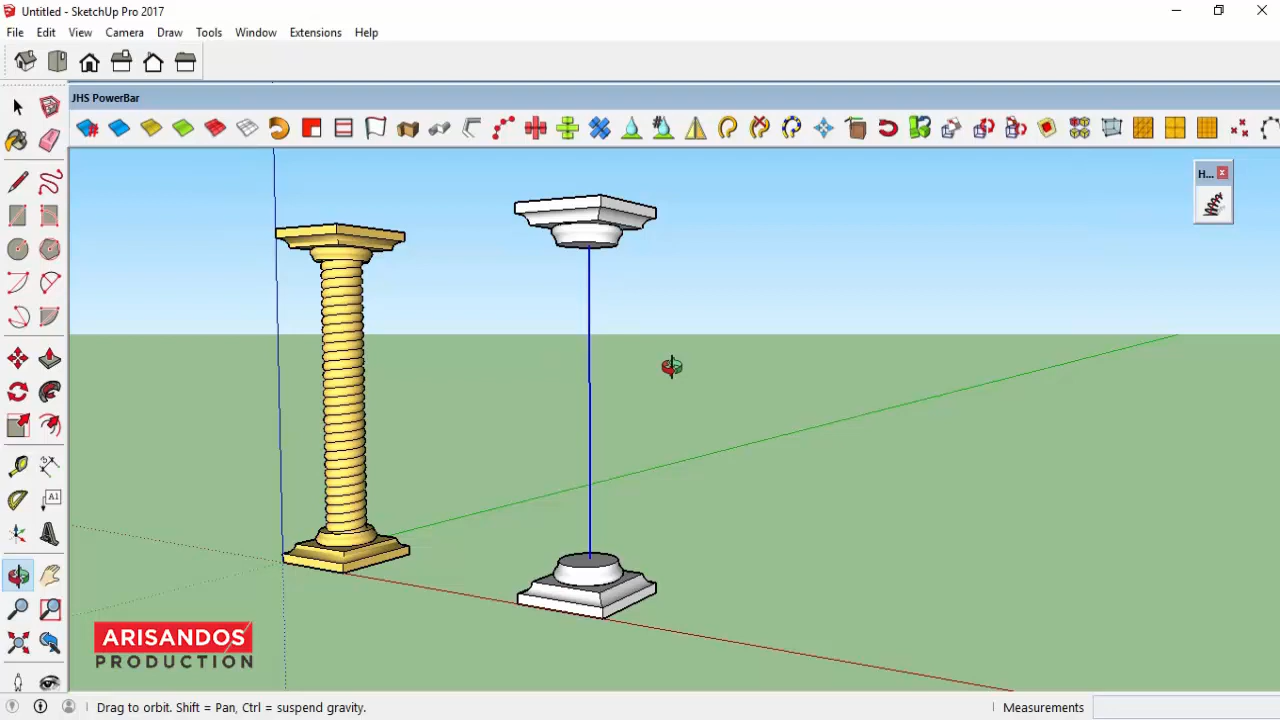 Untitled - SketchUp Pro 2017
File Edit View Camera Draw Tools Window Extensions Help
JHS PowerBar
H...
A1
ARISANDOS
PRODUCTION
Drag to orbit. Shift = Pan, Ctrl = suspend gravity.
Measurements